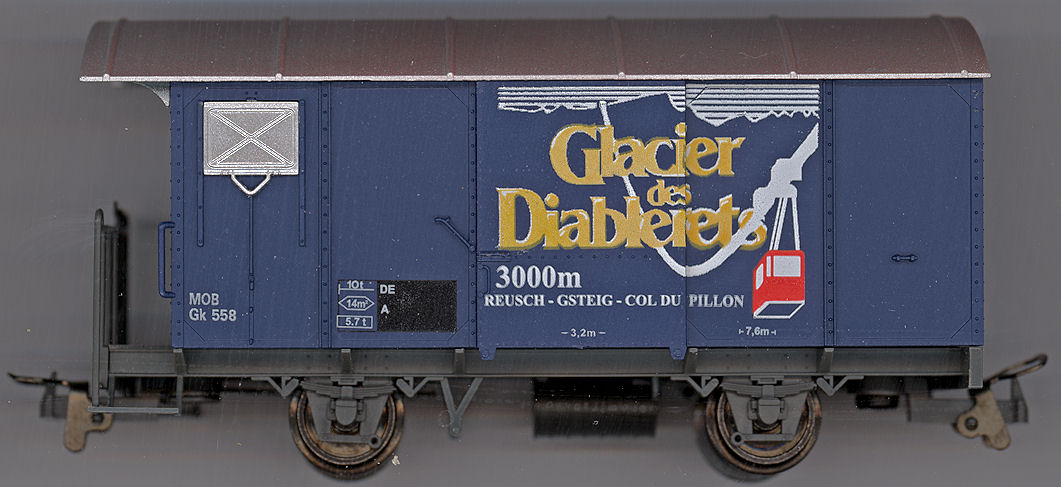 Glacier
des
Diablerets
3000m
REUSCH - GSTEIG - COL DU PILLON
MOB
Gk 558
10t
14m²
5.7 t
DE
A
- 3,2m -
7,6m